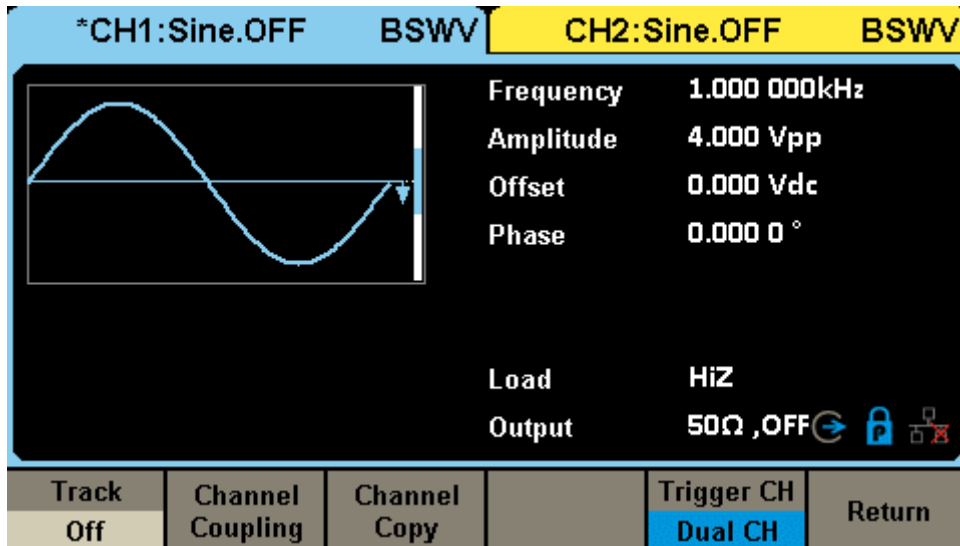 *CH1:Sine.OFF BSWV
CH2:Sine.OFF BSWV
Frequency 1.000 000kHz
Amplitude 4.000 Vpp
Offset 0.000 Vdc
Phase 0.000 0 °
Load HiZ
Output 50Ω ,OFF
P
Track
Off
Channel
Coupling
Channel
Copy
Trigger CH
Dual CH
Return